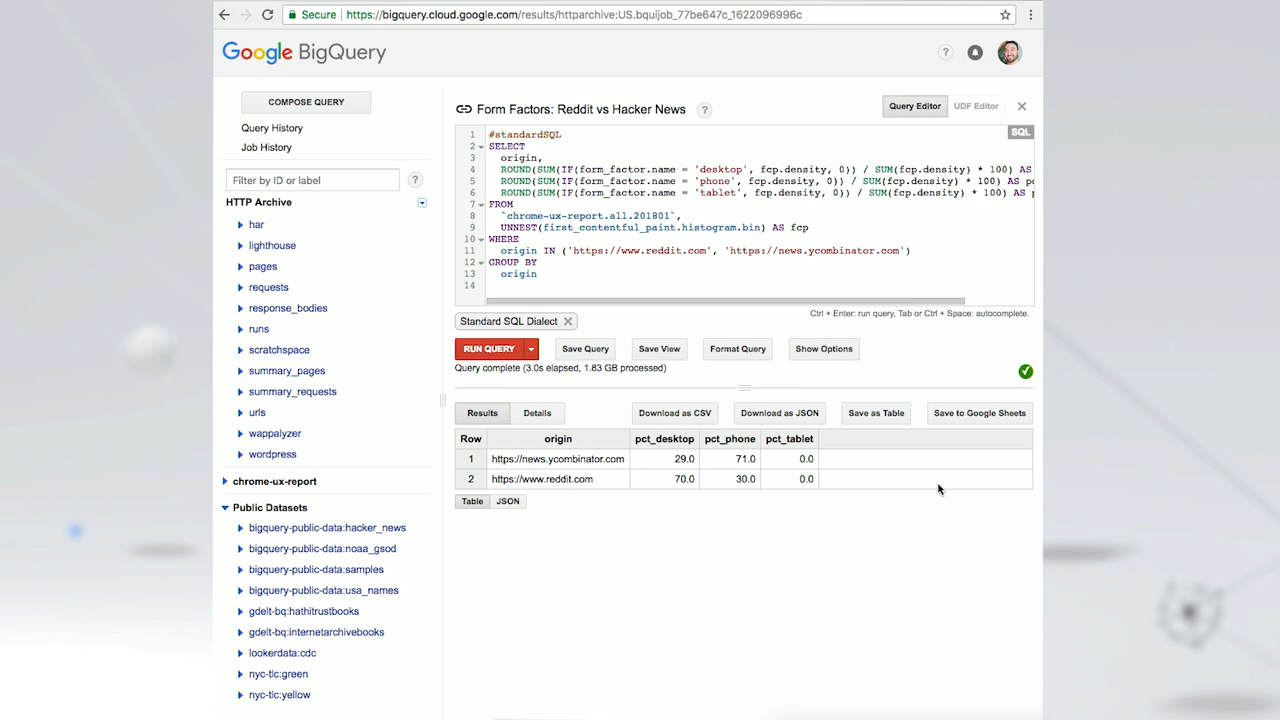 Secure https://bigquery.cloud.google.com/results/httparchive:US.bquijob_77be647c_1622096996c
Google BigQuery
?
COMPOSE QUERY
Query History
Job History
Filter by ID or label
?
HTTP Archive
har
lighthouse
pages
requests
response_bodies
runs
scratchspace
summary_pages
summary_requests
urls
wappalyzer
wordpress
chrome-ux-report
Public Datasets
bigquery-public-data:hacker_news
bigquery-public-data:noaa_gsod
bigquery-public-data:samples
bigquery-public-data:usa_names
gdelt-bq:hathitrustbooks
gdelt-bq:internetarchivebooks
lookerdata:cdc
nyc-tlc:green
nyc-tlc:yellow
Form Factors: Reddit vs Hacker News ?
Query Editor UDF Editor
SQL
1 #standardSQL
2 SELECT
3 origin,
4 ROUND(SUM(IF(form_factor.name = 'desktop', fcp.density, 0)) / SUM(fcp.density) * 100) AS
5 ROUND(SUM(IF(form_factor.name = 'phone', fcp.density, 0)) / SUM(fcp.density) * 100) AS pc
6 ROUND(SUM(IF(form_factor.name = 'tablet', fcp.density, 0)) / SUM(fcp.density) * 100) AS p
7 FROM
8 `chrome-ux-report.all.201801`,
9 UNNEST(first_contentful_paint.histogram.bin) AS fcp
10 WHERE
11 origin IN ('https://www.reddit.com', 'https://news.ycombinator.com')
12 GROUP BY
13 origin
14
Ctrl + Enter: run query, Tab or Ctrl + Space: autocomplete.
Standard SQL Dialect
RUN QUERY Save Query Save View Format Query Show Options
Query complete (3.0s elapsed, 1.83 GB processed)
Results Details Download as CSV Download as JSON Save as Table Save to Google Sheets
Row origin pct_desktop pct_phone pct_tablet
1 https://news.ycombinator.com 29.0 71.0 0.0
2 https://www.reddit.com 70.0 30.0 0.0
Table JSON